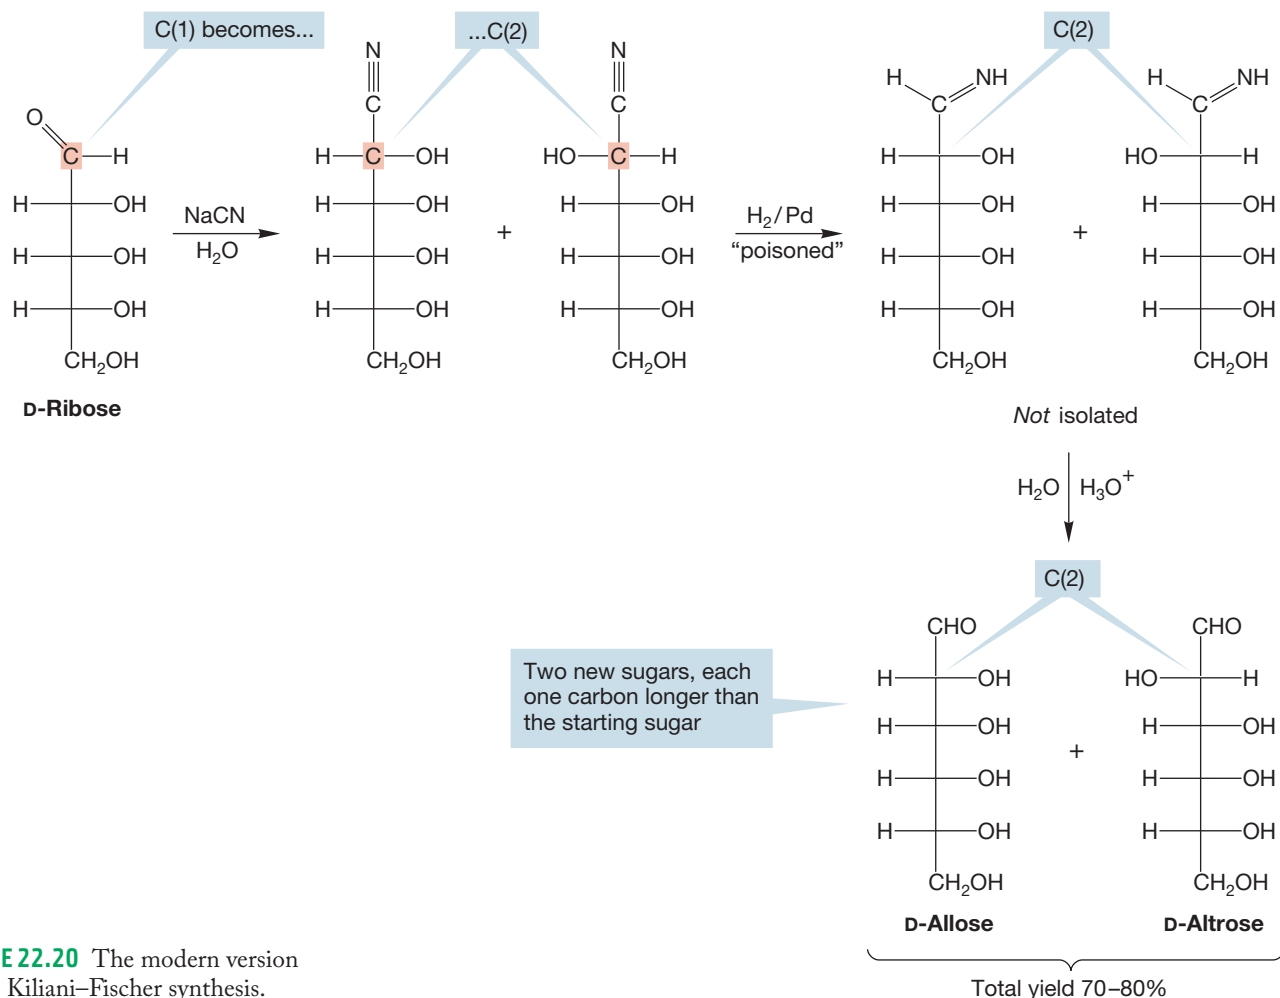 C(1) becomes...
...C(2)
C(2)
N
N
C
C
H
NH
C
H
NH
C
O
C
H
H
C
OH
HO
C
H
H
OH
HO
H
H
OH
H
OH
H
OH
H
OH
H
OH
H
OH
H
OH
H
OH
H
OH
H
OH
H
OH
H
OH
H
OH
H
OH
H
OH
CH₂OH
CH₂OH
CH₂OH
CH₂OH
CH₂OH
NaCN
H₂O
+
H₂/Pd
“poisoned”
+
D-Ribose
Not isolated
H₂O
H₃O⁺
C(2)
Two new sugars, each
one carbon longer than
the starting sugar
CHO
CHO
H
OH
HO
H
H
OH
H
OH
+
H
OH
H
OH
H
OH
H
OH
CH₂OH
CH₂OH
D-Allose
D-Altrose
Total yield 70–80%
E 22.20 The modern version
Kiliani–Fischer synthesis.